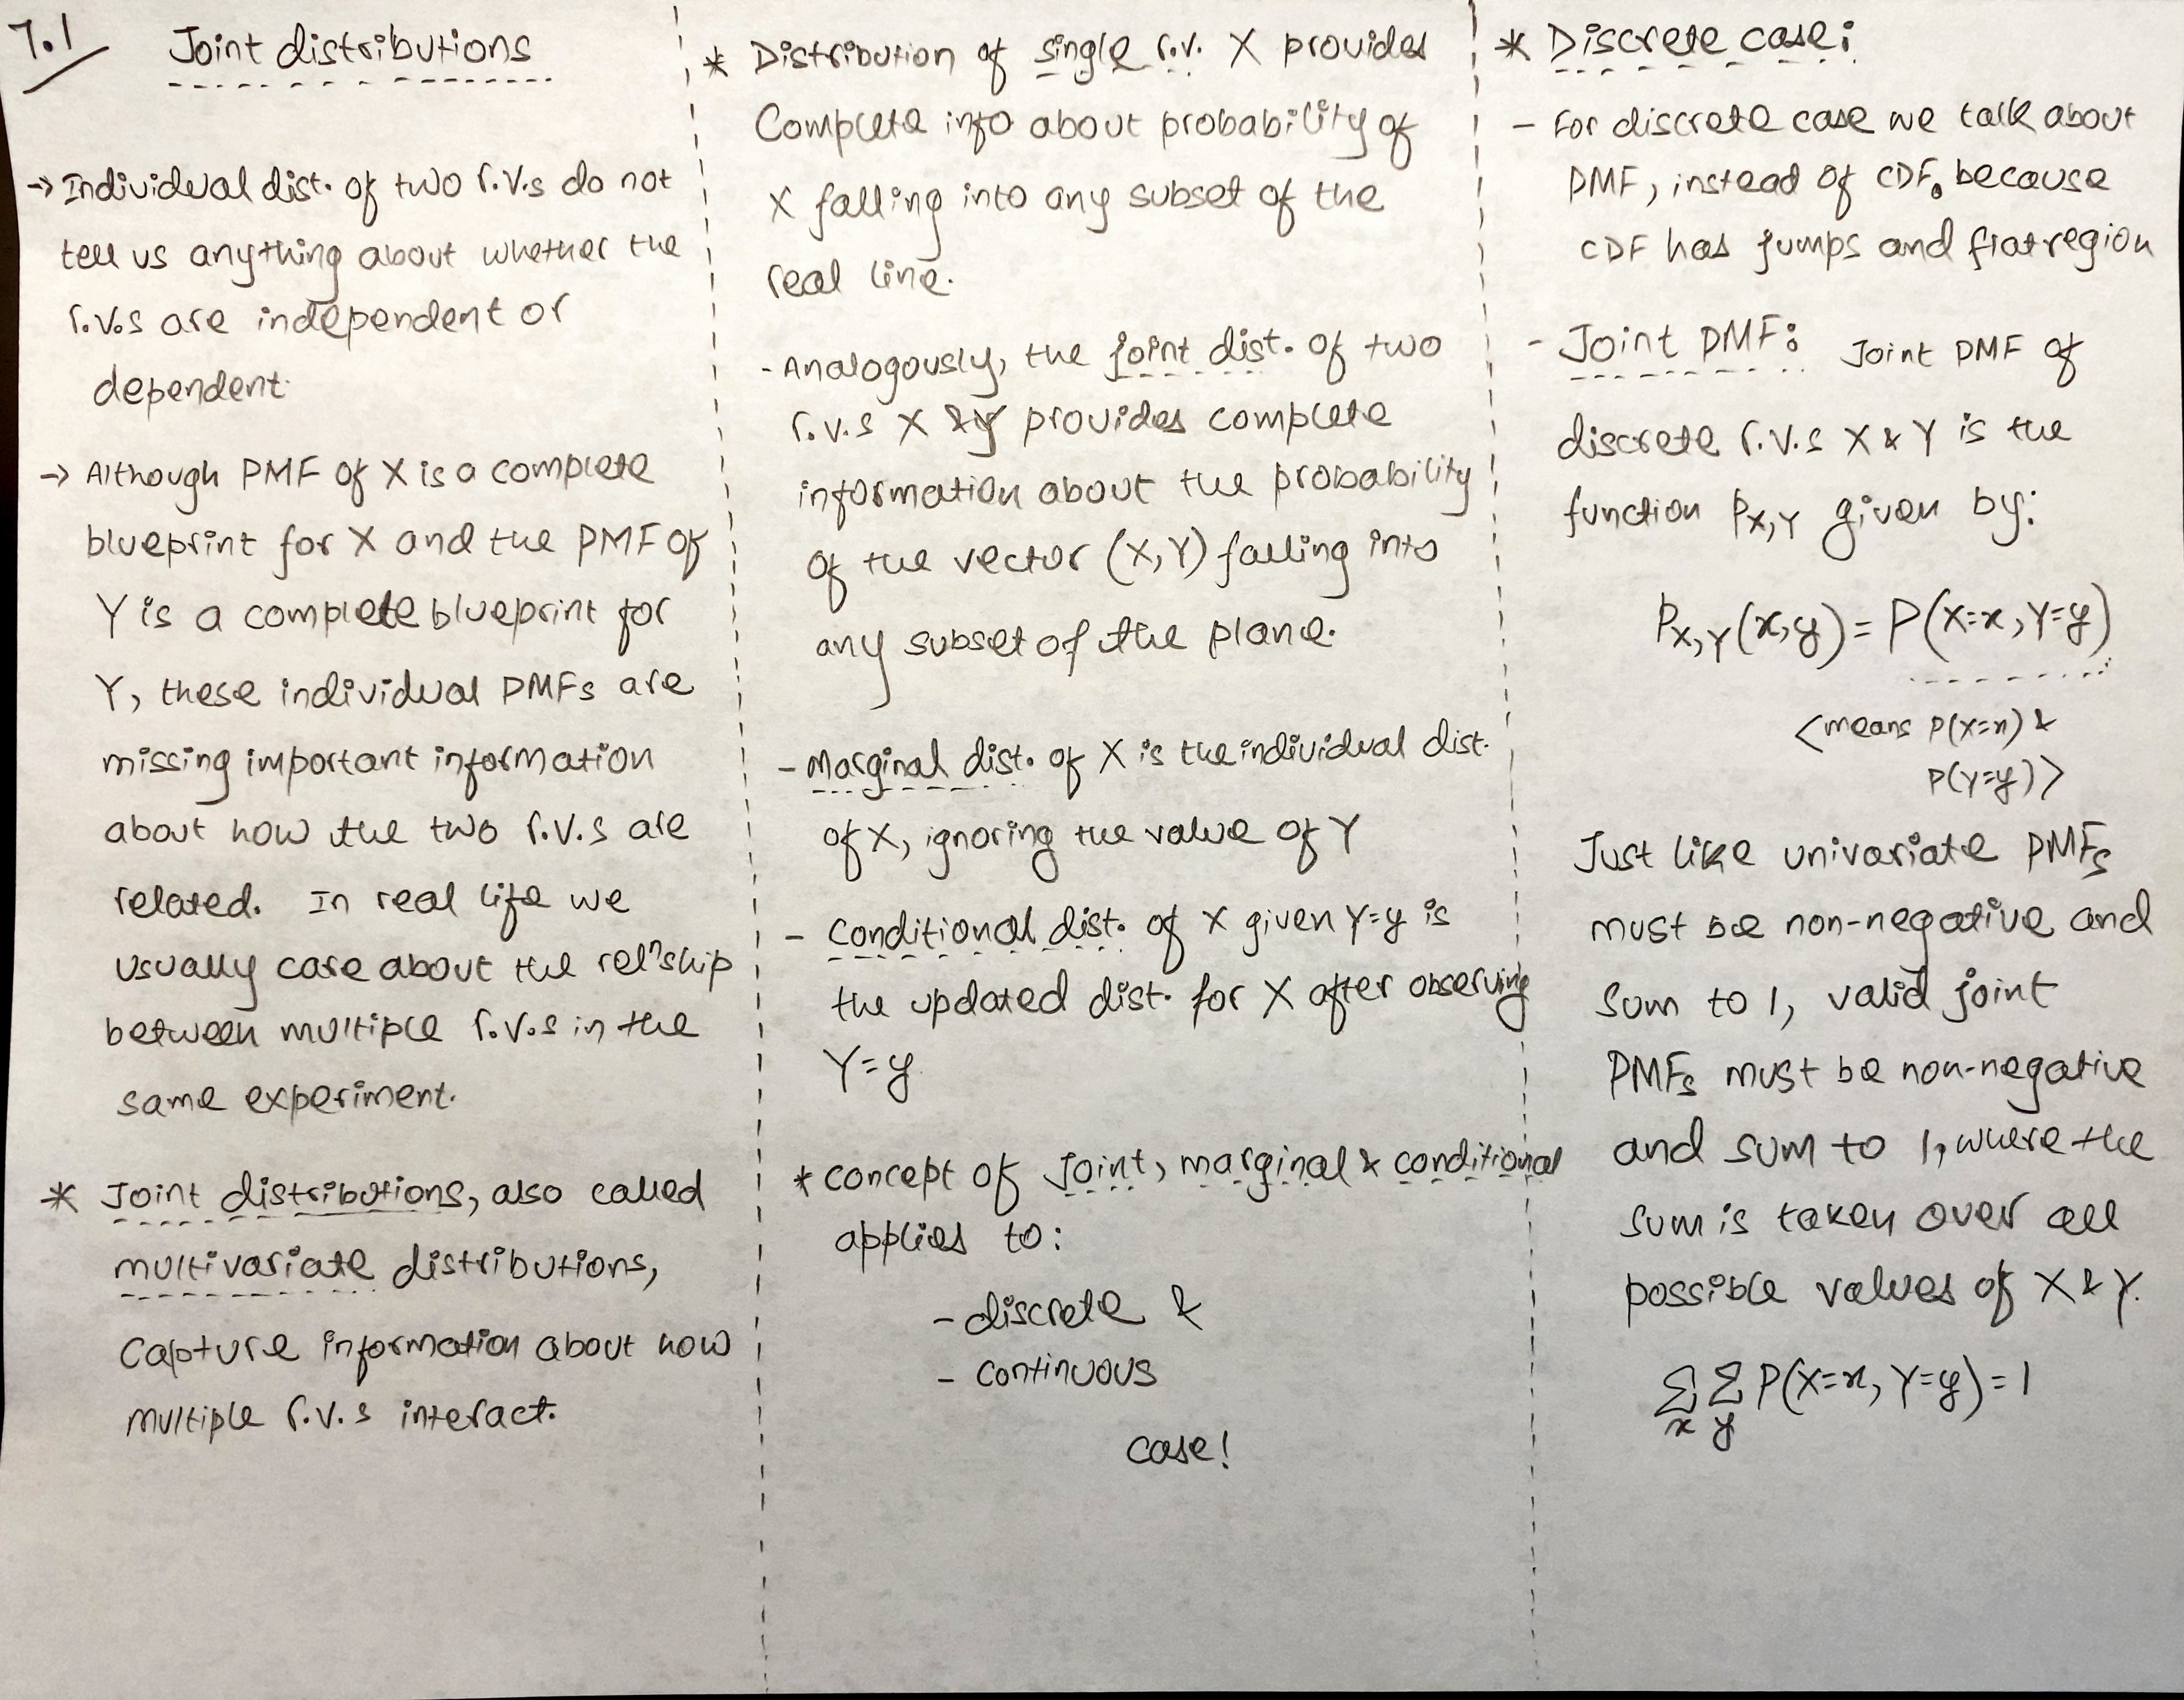 7.1
Joint distributions
→ Individual dist. of two r.v.s do not
tell us anything about whether the
r.v.s are independent or
dependent.
→ Although PMF of X is a complete
blueprint for X and the PMF of
Y is a complete blueprint for
Y, these individual PMFs are
missing important information
about how the two r.v.s are
related. In real life we
usually care about the relⁿship
between multiple r.v.s in the
same experiment.
* Joint distributions, also called
multivariate distributions,
capture information about how
multiple r.v.s interact.
* Distribution of single r.v. X provides
Complete info about probability of
X falling into any subset of the
real line.
- Analogously, the joint dist. of two
r.v.s X & Y provides complete
information about the probability
of the vector (X,Y) falling into
any subset of the plane.
- Marginal dist. of X is the individual dist.
of X, ignoring the value of Y
- Conditional dist. of X given Y=y is
the updated dist. for X after observing
Y=y
* concept of Joint, marginal & conditional
applies to:
- discrete &
- continuous
case!
* Discrete case:
- For discrete case we talk about
PMF, instead of CDF. because
CDF has jumps and flat region
- Joint PMF: Joint PMF of
discrete r.v.s X & Y is the
function P_{X,Y} given by:
P_{X,Y}(x,y) = P(X=x, Y=y)
<means P(X=x) &
P(Y=y)>
Just like univariate PMFs
must be non-negative and
sum to 1, valid joint
PMFs must be non-negative
and sum to 1, where the
sum is taken over all
possible values of X & Y.
Σ_x Σ_y P(X=x, Y=y) = 1